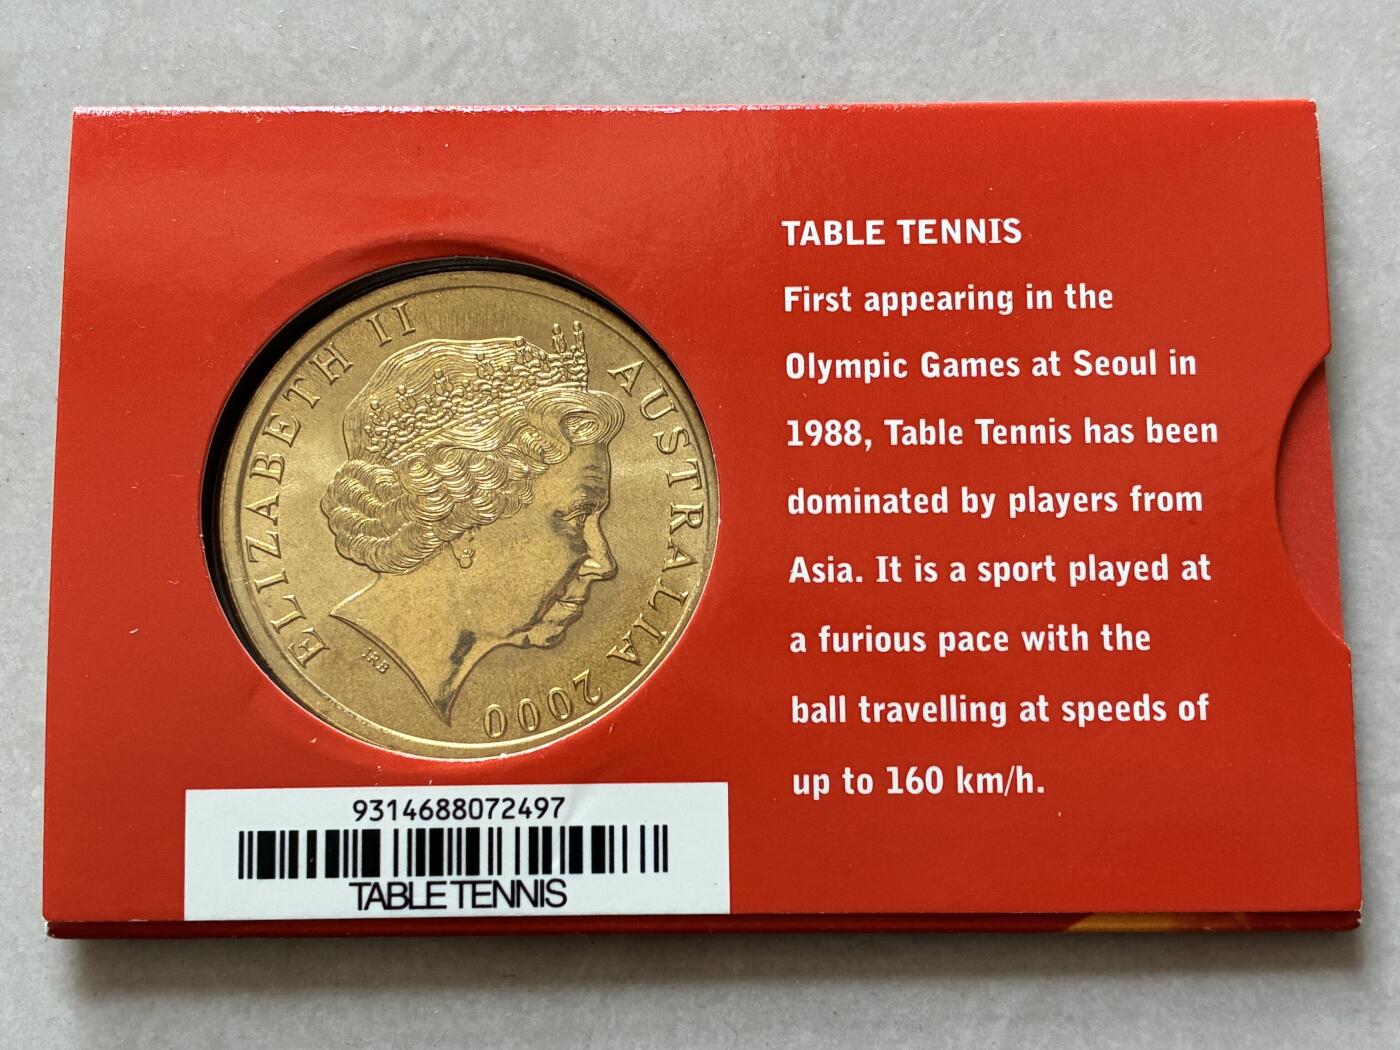 ELIZABETH II AUSTRALIA 2000
IRB
TABLE TENNIS
First appearing in the
Olympic Games at Seoul in
1988, Table Tennis has been
dominated by players from
Asia. It is a sport played at
a furious pace with the
ball travelling at speeds of
up to 160 km/h.
9314688072497
TABLE TENNIS